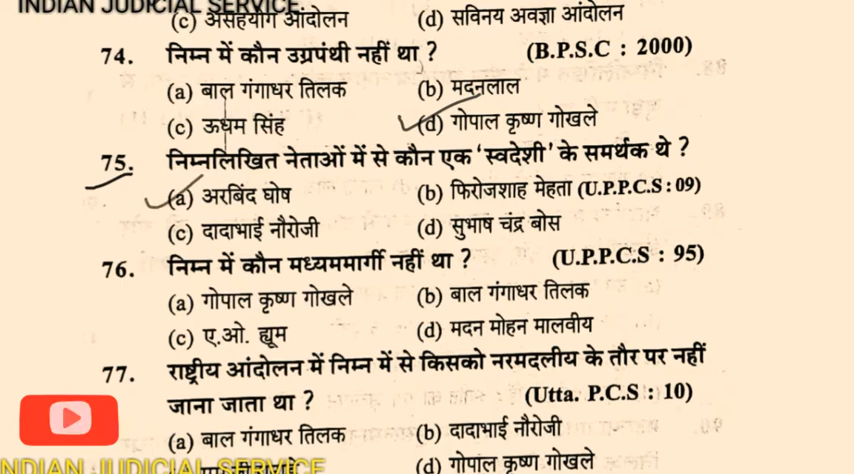 INDIAN JUDICIAL SERVICE
(c) असहयोग आंदोलन (d) सविनय अवज्ञा आंदोलन
74. निम्न में कौन उग्रपंथी नहीं था ? (B.P.S.C : 2000)
(a) बाल गंगाधर तिलक (b) मदनलाल
(c) ऊधम सिंह (d) गोपाल कृष्ण गोखले
75. निम्नलिखित नेताओं में से कौन एक ‘स्वदेशी’ के समर्थक थे ?
(a) अरबिंद घोष (b) फिरोजशाह मेहता (U.P.P.C.S : 09)
(c) दादाभाई नौरोजी (d) सुभाष चंद्र बोस
76. निम्न में कौन मध्यममार्गी नहीं था ? (U.P.P.C.S : 95)
(a) गोपाल कृष्ण गोखले (b) बाल गंगाधर तिलक
(c) ए.ओ. ह्यूम (d) मदन मोहन मालवीय
77. राष्ट्रीय आंदोलन में निम्न में से किसको नरमदलीय के तौर पर नहीं
जाना जाता था ? (Utta. P.C.S : 10)
(a) बाल गंगाधर तिलक (b) दादाभाई नौरोजी
(d) गोपाल कृष्ण गोखले
INDIAN JUDICIAL SERVICE